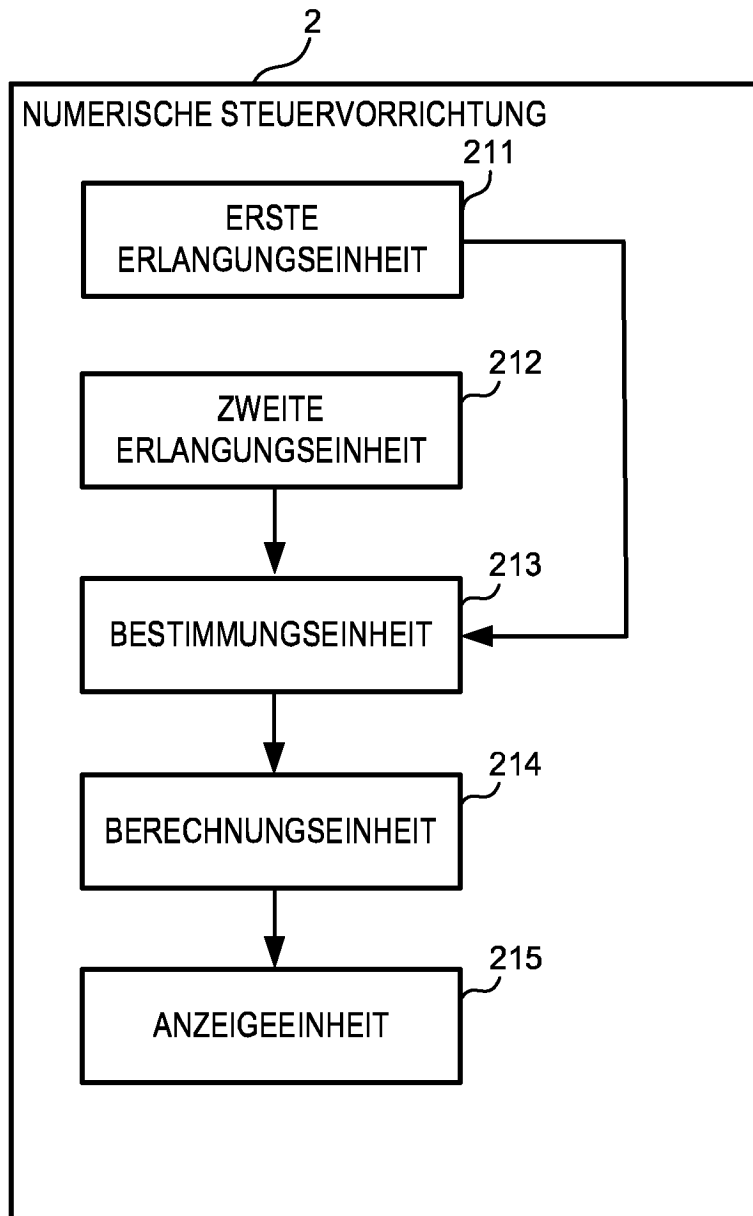 2
NUMERISCHE STEUERVORRICHTUNG
211
ERSTE
ERLANGUNGSEINHEIT
212
ZWEITE
ERLANGUNGSEINHEIT
213
BESTIMMUNGSEINHEIT
214
BERECHNUNGSEINHEIT
215
ANZEIGEEINHEIT